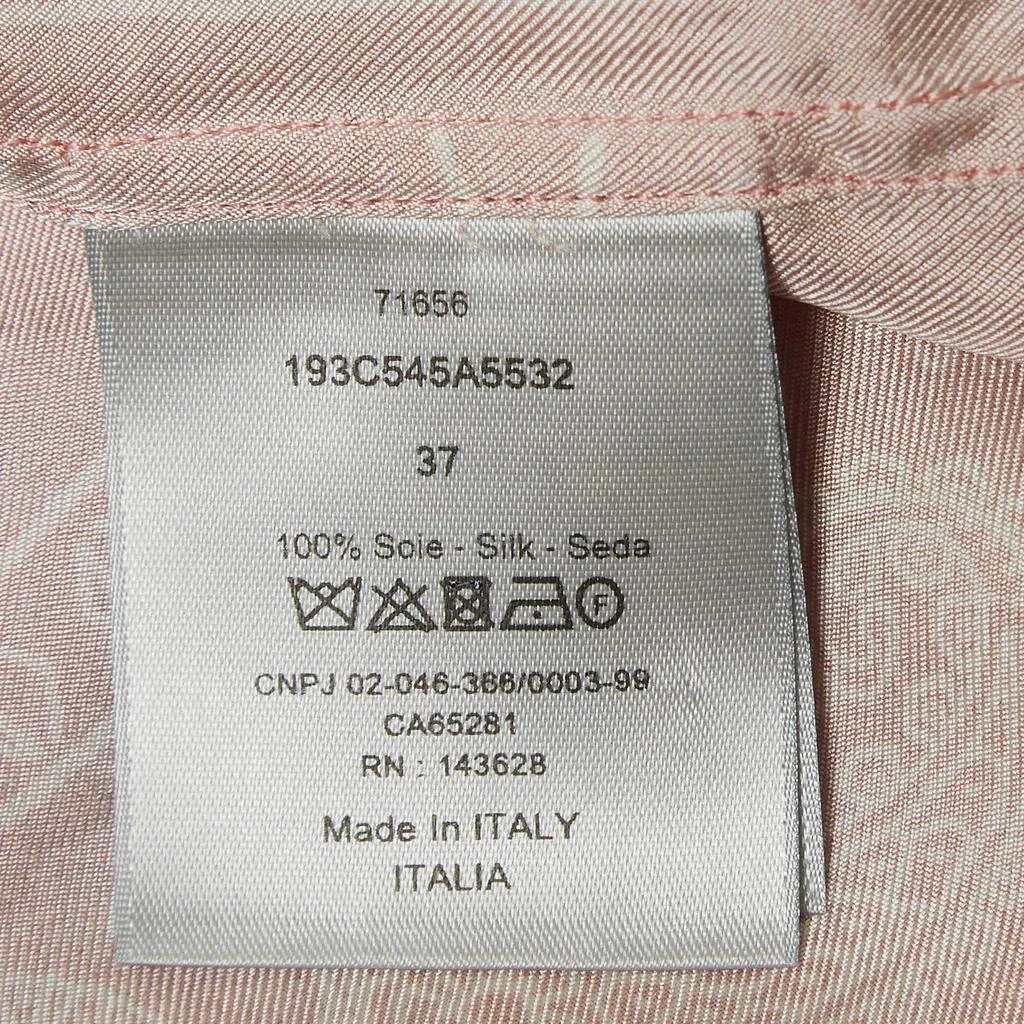 71656
193C545A5532
37
100% Soie - Silk - Seda
F
CNPJ 02-046-366/0003-99
CA65281
RN : 143628
Made In ITALY
ITALIA